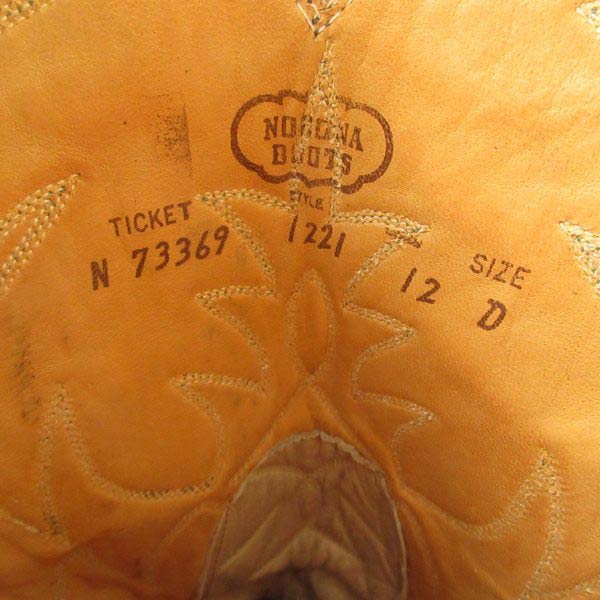 NOCONA
BOOTS
STYLE
TICKET
N 73369
1221
SIZE
12 D